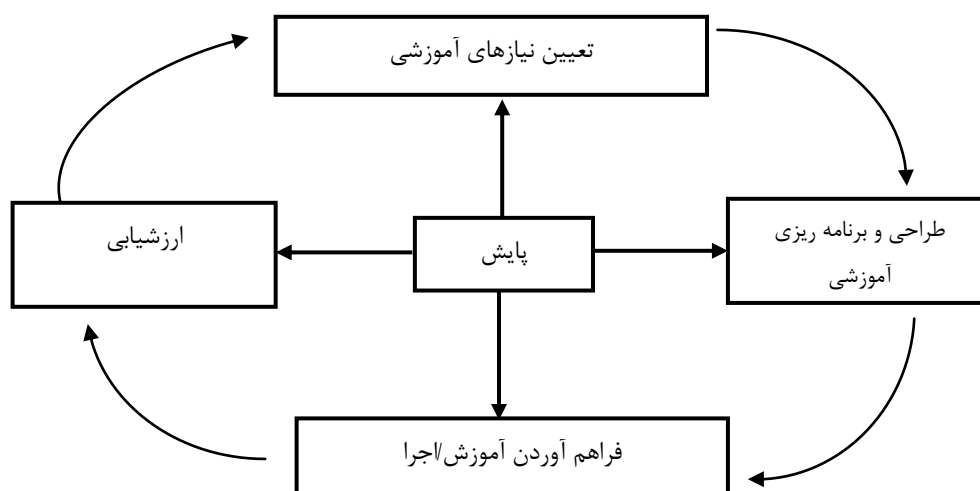 تعیین نیازهای آموزشی
طراحی و برنامه ریزی
آموزشی
پایش
ارزشیابی
فراهم آوردن آموزش/اجرا